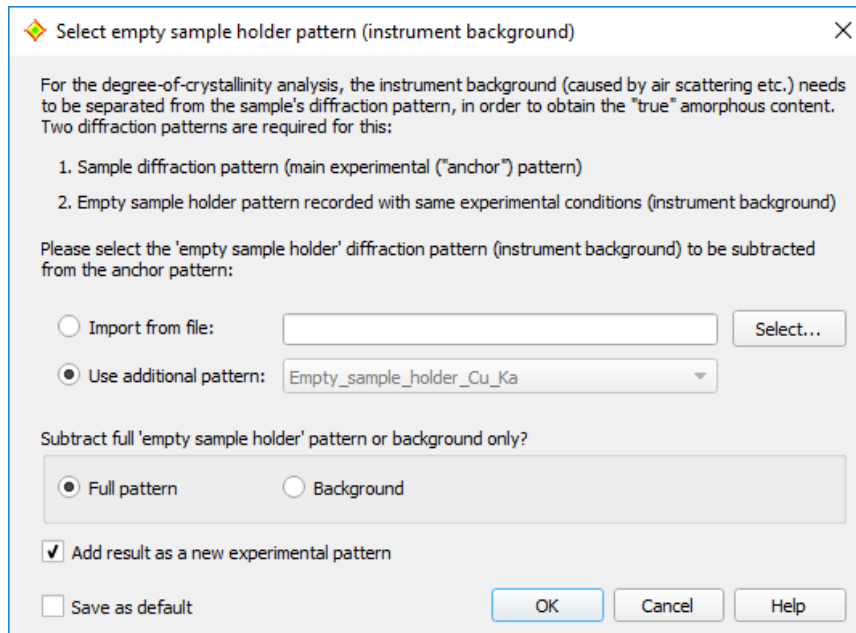 Select empty sample holder pattern (instrument background)
For the degree-of-crystallinity analysis, the instrument background (caused by air scattering etc.) needs
to be separated from the sample's diffraction pattern, in order to obtain the "true" amorphous content.
Two diffraction patterns are required for this:
1. Sample diffraction pattern (main experimental ("anchor") pattern)
2. Empty sample holder pattern recorded with same experimental conditions (instrument background)
Please select the 'empty sample holder' diffraction pattern (instrument background) to be subtracted
from the anchor pattern:
Import from file: Select...
Use additional pattern: Empty_sample_holder_Cu_Ka
Subtract full 'empty sample holder' pattern or background only?
Full pattern Background
Add result as a new experimental pattern
Save as default OK Cancel Help